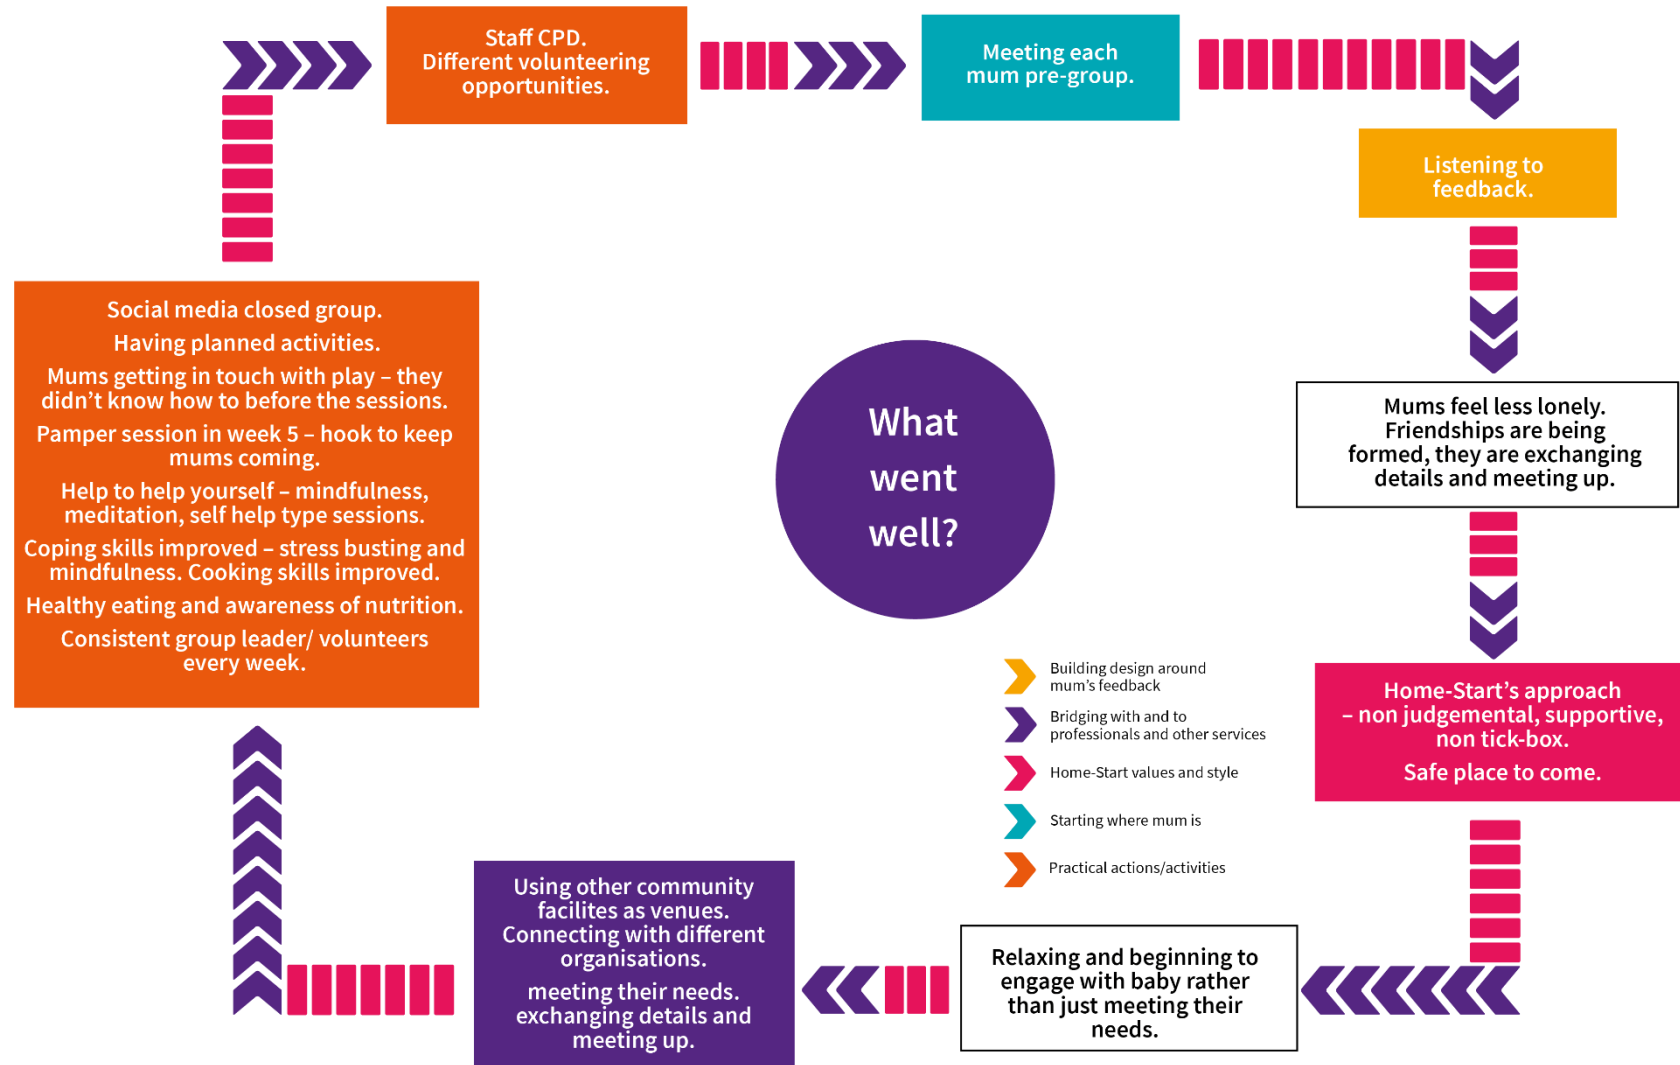 Staff CPD.
Different volunteering
opportunities.
Meeting each
mum pre-group.
Listening to
feedback.
Mums feel less lonely.
Friendships are being
formed, they are exchanging
details and meeting up.
Home-Start's approach
– non judgemental, supportive,
non tick-box.
Safe place to come.
Relaxing and beginning to
engage with baby rather
than just meeting their
needs.
Using other community
facilites as venues.
Connecting with different
organisations.
meeting their needs.
exchanging details and
meeting up.
Social media closed group.
Having planned activities.
Mums getting in touch with play – they
didn't know how to before the sessions.
Pamper session in week 5 – hook to keep
mums coming.
Help to help yourself – mindfulness,
meditation, self help type sessions.
Coping skills improved – stress busting and
mindfulness. Cooking skills improved.
Healthy eating and awareness of nutrition.
Consistent group leader/ volunteers
every week.
What
went
well?
Building design around
mum's feedback
Bridging with and to
professionals and other services
Home-Start values and style
Starting where mum is
Practical actions/activities